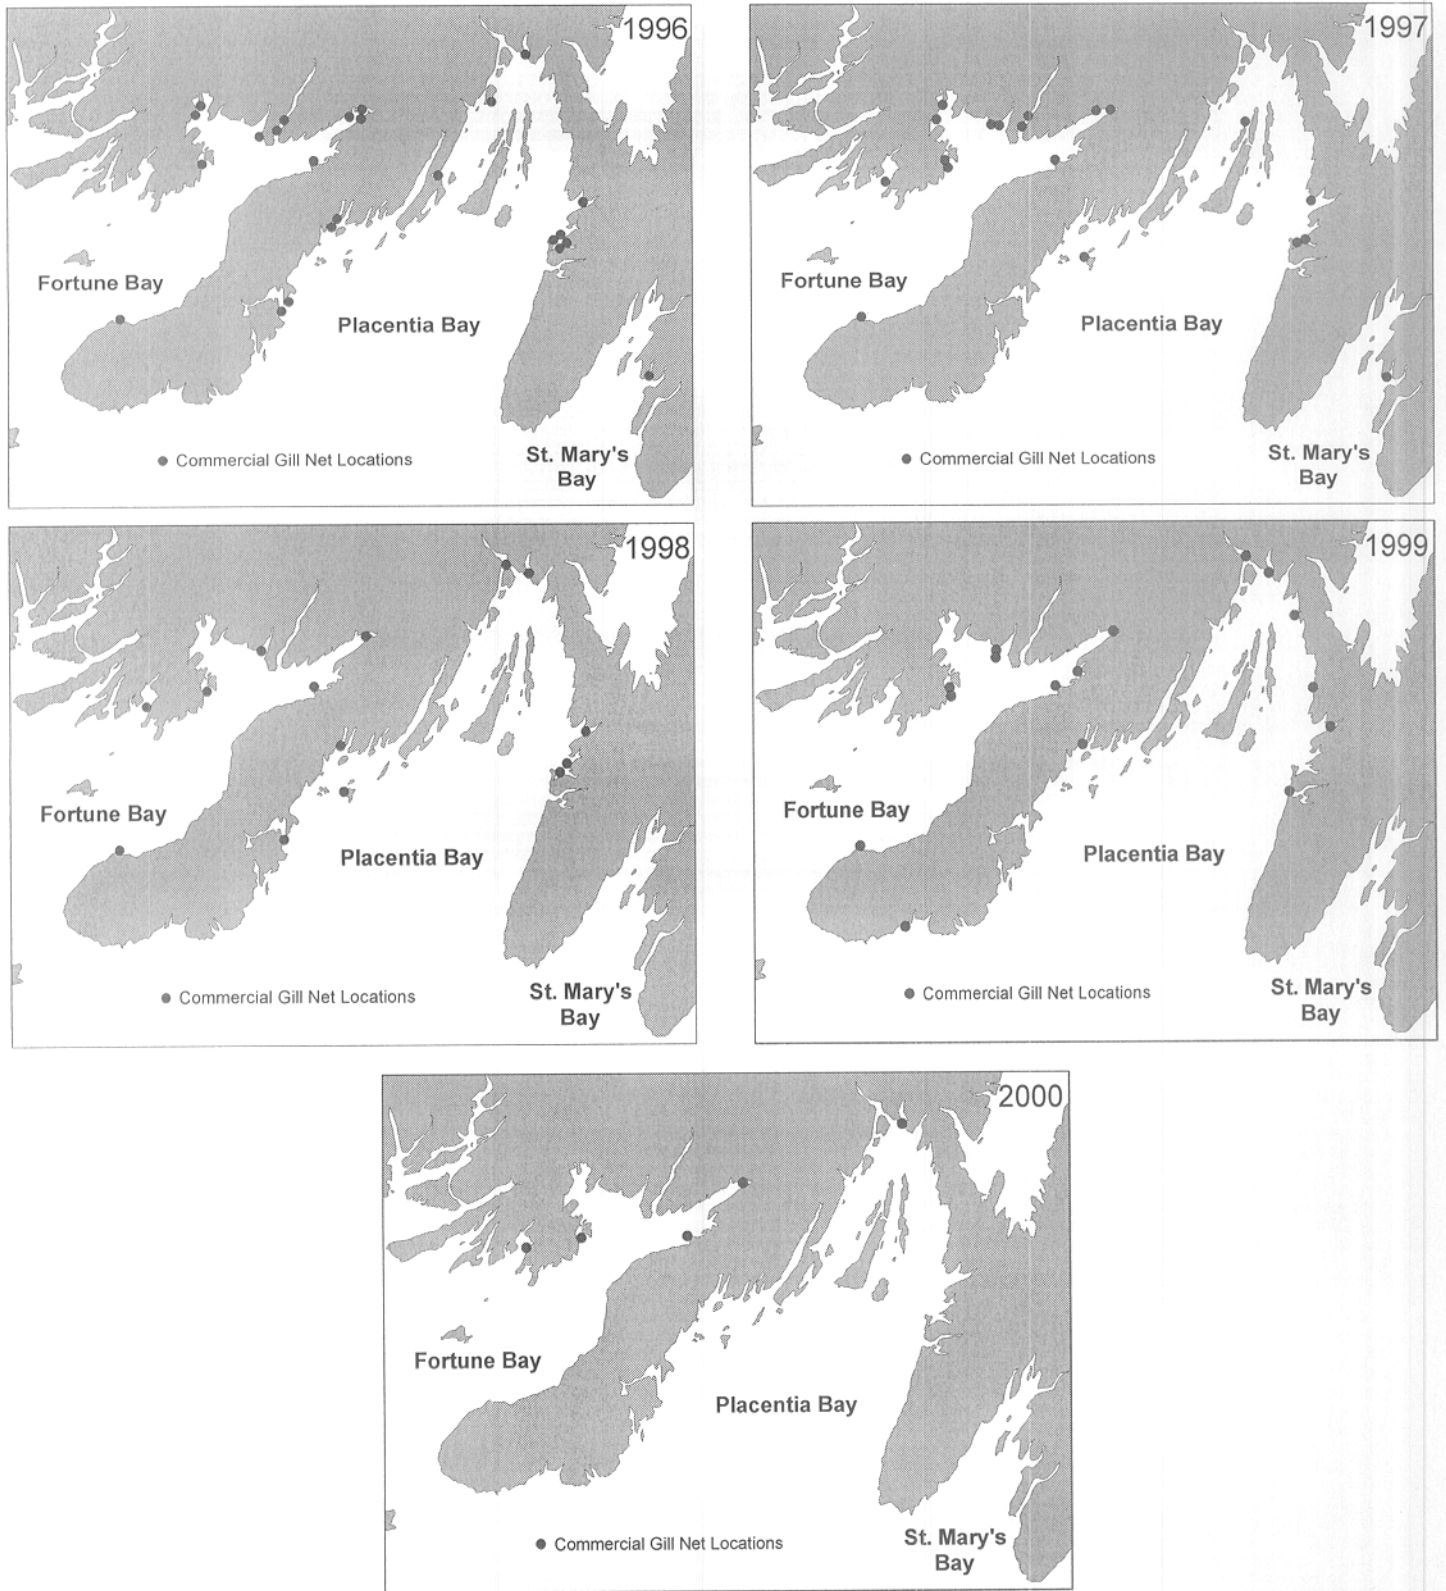 1996
Fortune Bay
Placentia Bay
Commercial Gill Net Locations
St. Mary's
Bay
1997
Fortune Bay
Placentia Bay
Commercial Gill Net Locations
St. Mary's
Bay
1998
Fortune Bay
Placentia Bay
Commercial Gill Net Locations
St. Mary's
Bay
1999
Fortune Bay
Placentia Bay
Commercial Gill Net Locations
St. Mary's
Bay
2000
Fortune Bay
Placentia Bay
Commercial Gill Net Locations
St. Mary's
Bay